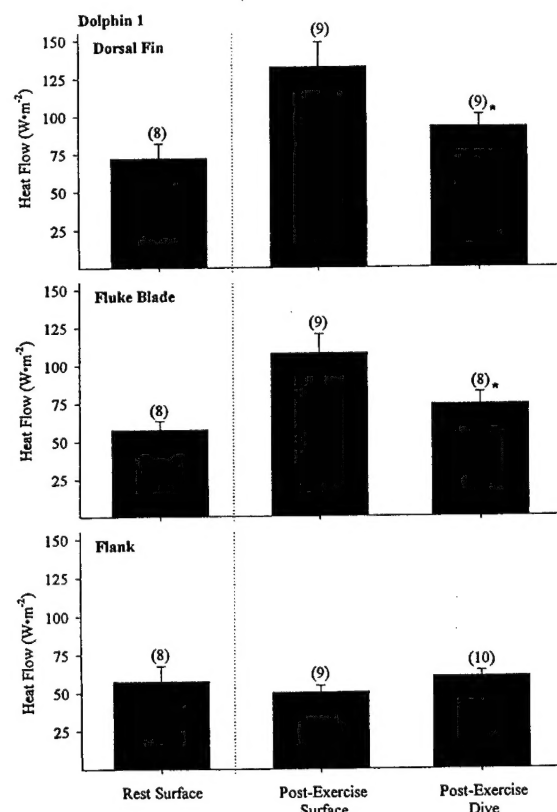 Dolphin 1
Dorsal Fin
Heat Flow (W•m-2)
150
125
100
75
50
25
(8)
(9)
(9)*
Fluke Blade
Heat Flow (W•m-2)
150
125
100
75
50
25
(8)
(9)
(8)*
Flank
Heat Flow (W•m-2)
150
125
100
75
50
25
(8)
(9)
(10)
Rest Surface
Post-Exercise
Surface
Post-Exercise
Dive